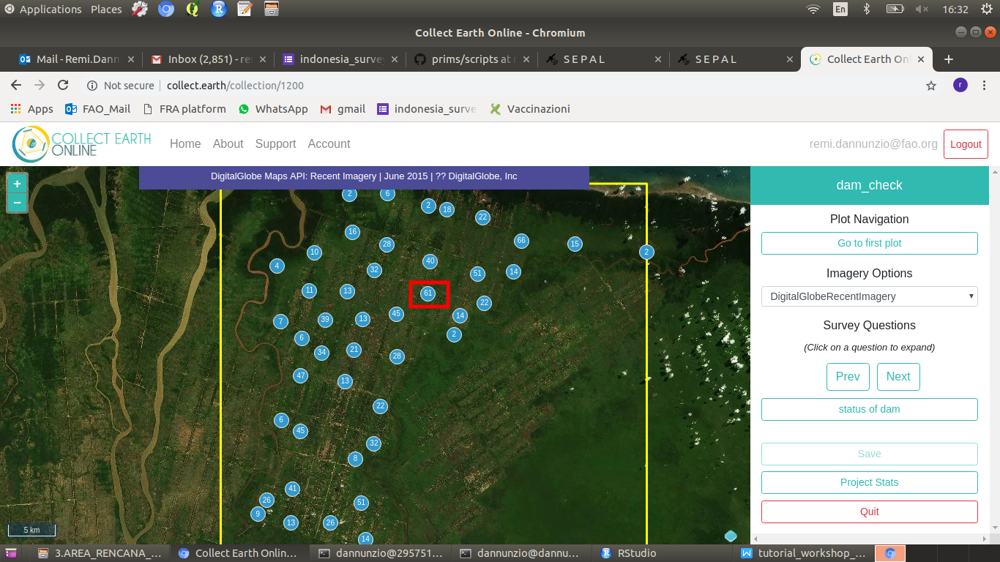 Applications Places En 16:32
Collect Earth Online - Chromium
Mail - Remi.Dann Inbox (2,851) - re indonesia_surve prims/scripts at S E P A L S E P A L Collect Earth Onl
Not secure collect.earth/collection/1200 r
Apps FAO_Mail FRA platform WhatsApp gmail indonesia_surve Vaccinazioni
COLLECT EARTH
ONLINE
Home About Support Account remi.dannunzio@fao.org Logout
+
−
DigitalGlobe Maps API: Recent Imagery | June 2015 | ?? DigitalGlobe, Inc
dam_check
Plot Navigation
Go to first plot
Imagery Options
DigitalGlobeRecentImagery
Survey Questions
(Click on a question to expand)
Prev Next
status of dam
Save
Project Stats
Quit
2 6
2 18
22
16
28 66 15
10 2
4 40
32 51 14
11 13 61
22
45 14
7 39 13
2
6
34 21
28
47
13
22
6
45
32
8
41
26 51
9
13 26
14
5 km
3.AREA_RENCANA_... Collect Earth Onlin... dannunzio@295751... dannunzio@dannu... RStudio tutorial_workshop_...